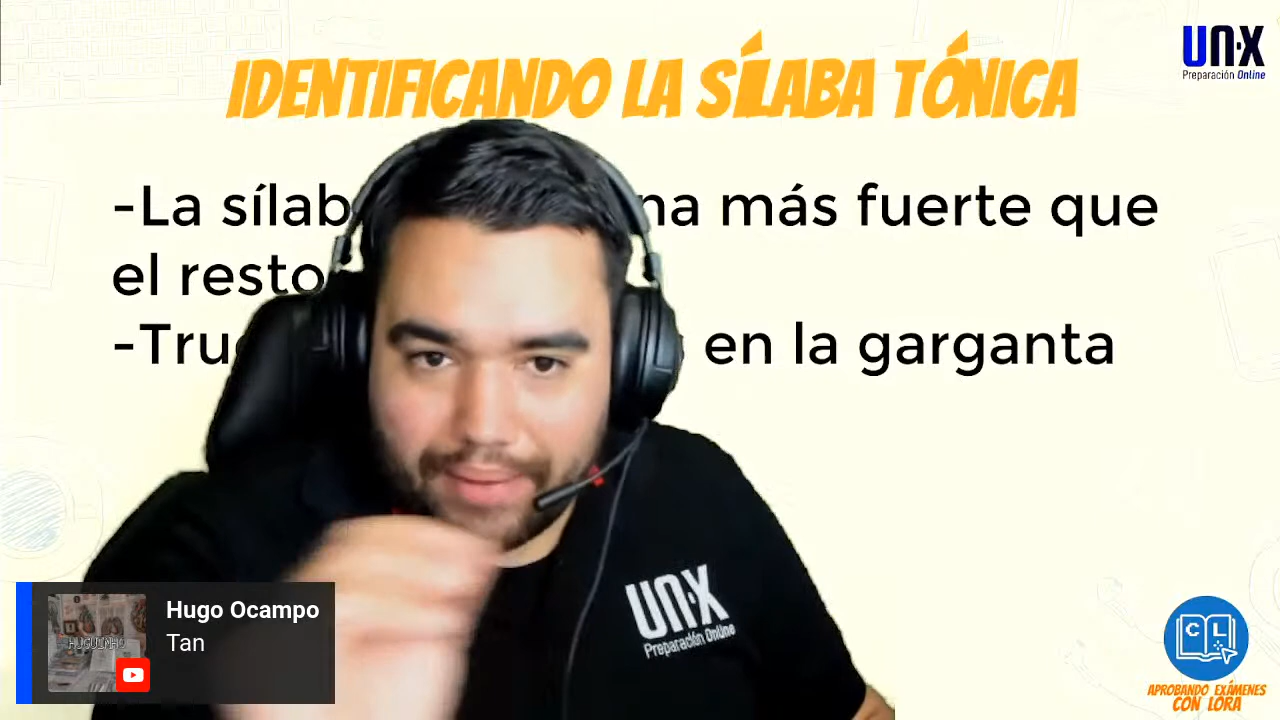 UN·X
Preparación Online
IDENTIFICANDO LA SÍLABA TÓNICA
-La sílab na más fuerte que
el resto
-Tru en la garganta
UN·X
Preparación Online
Hugo Ocampo
Tan
HUGULINHO
C L
APROBANDO EXÁMENES
CON LORA